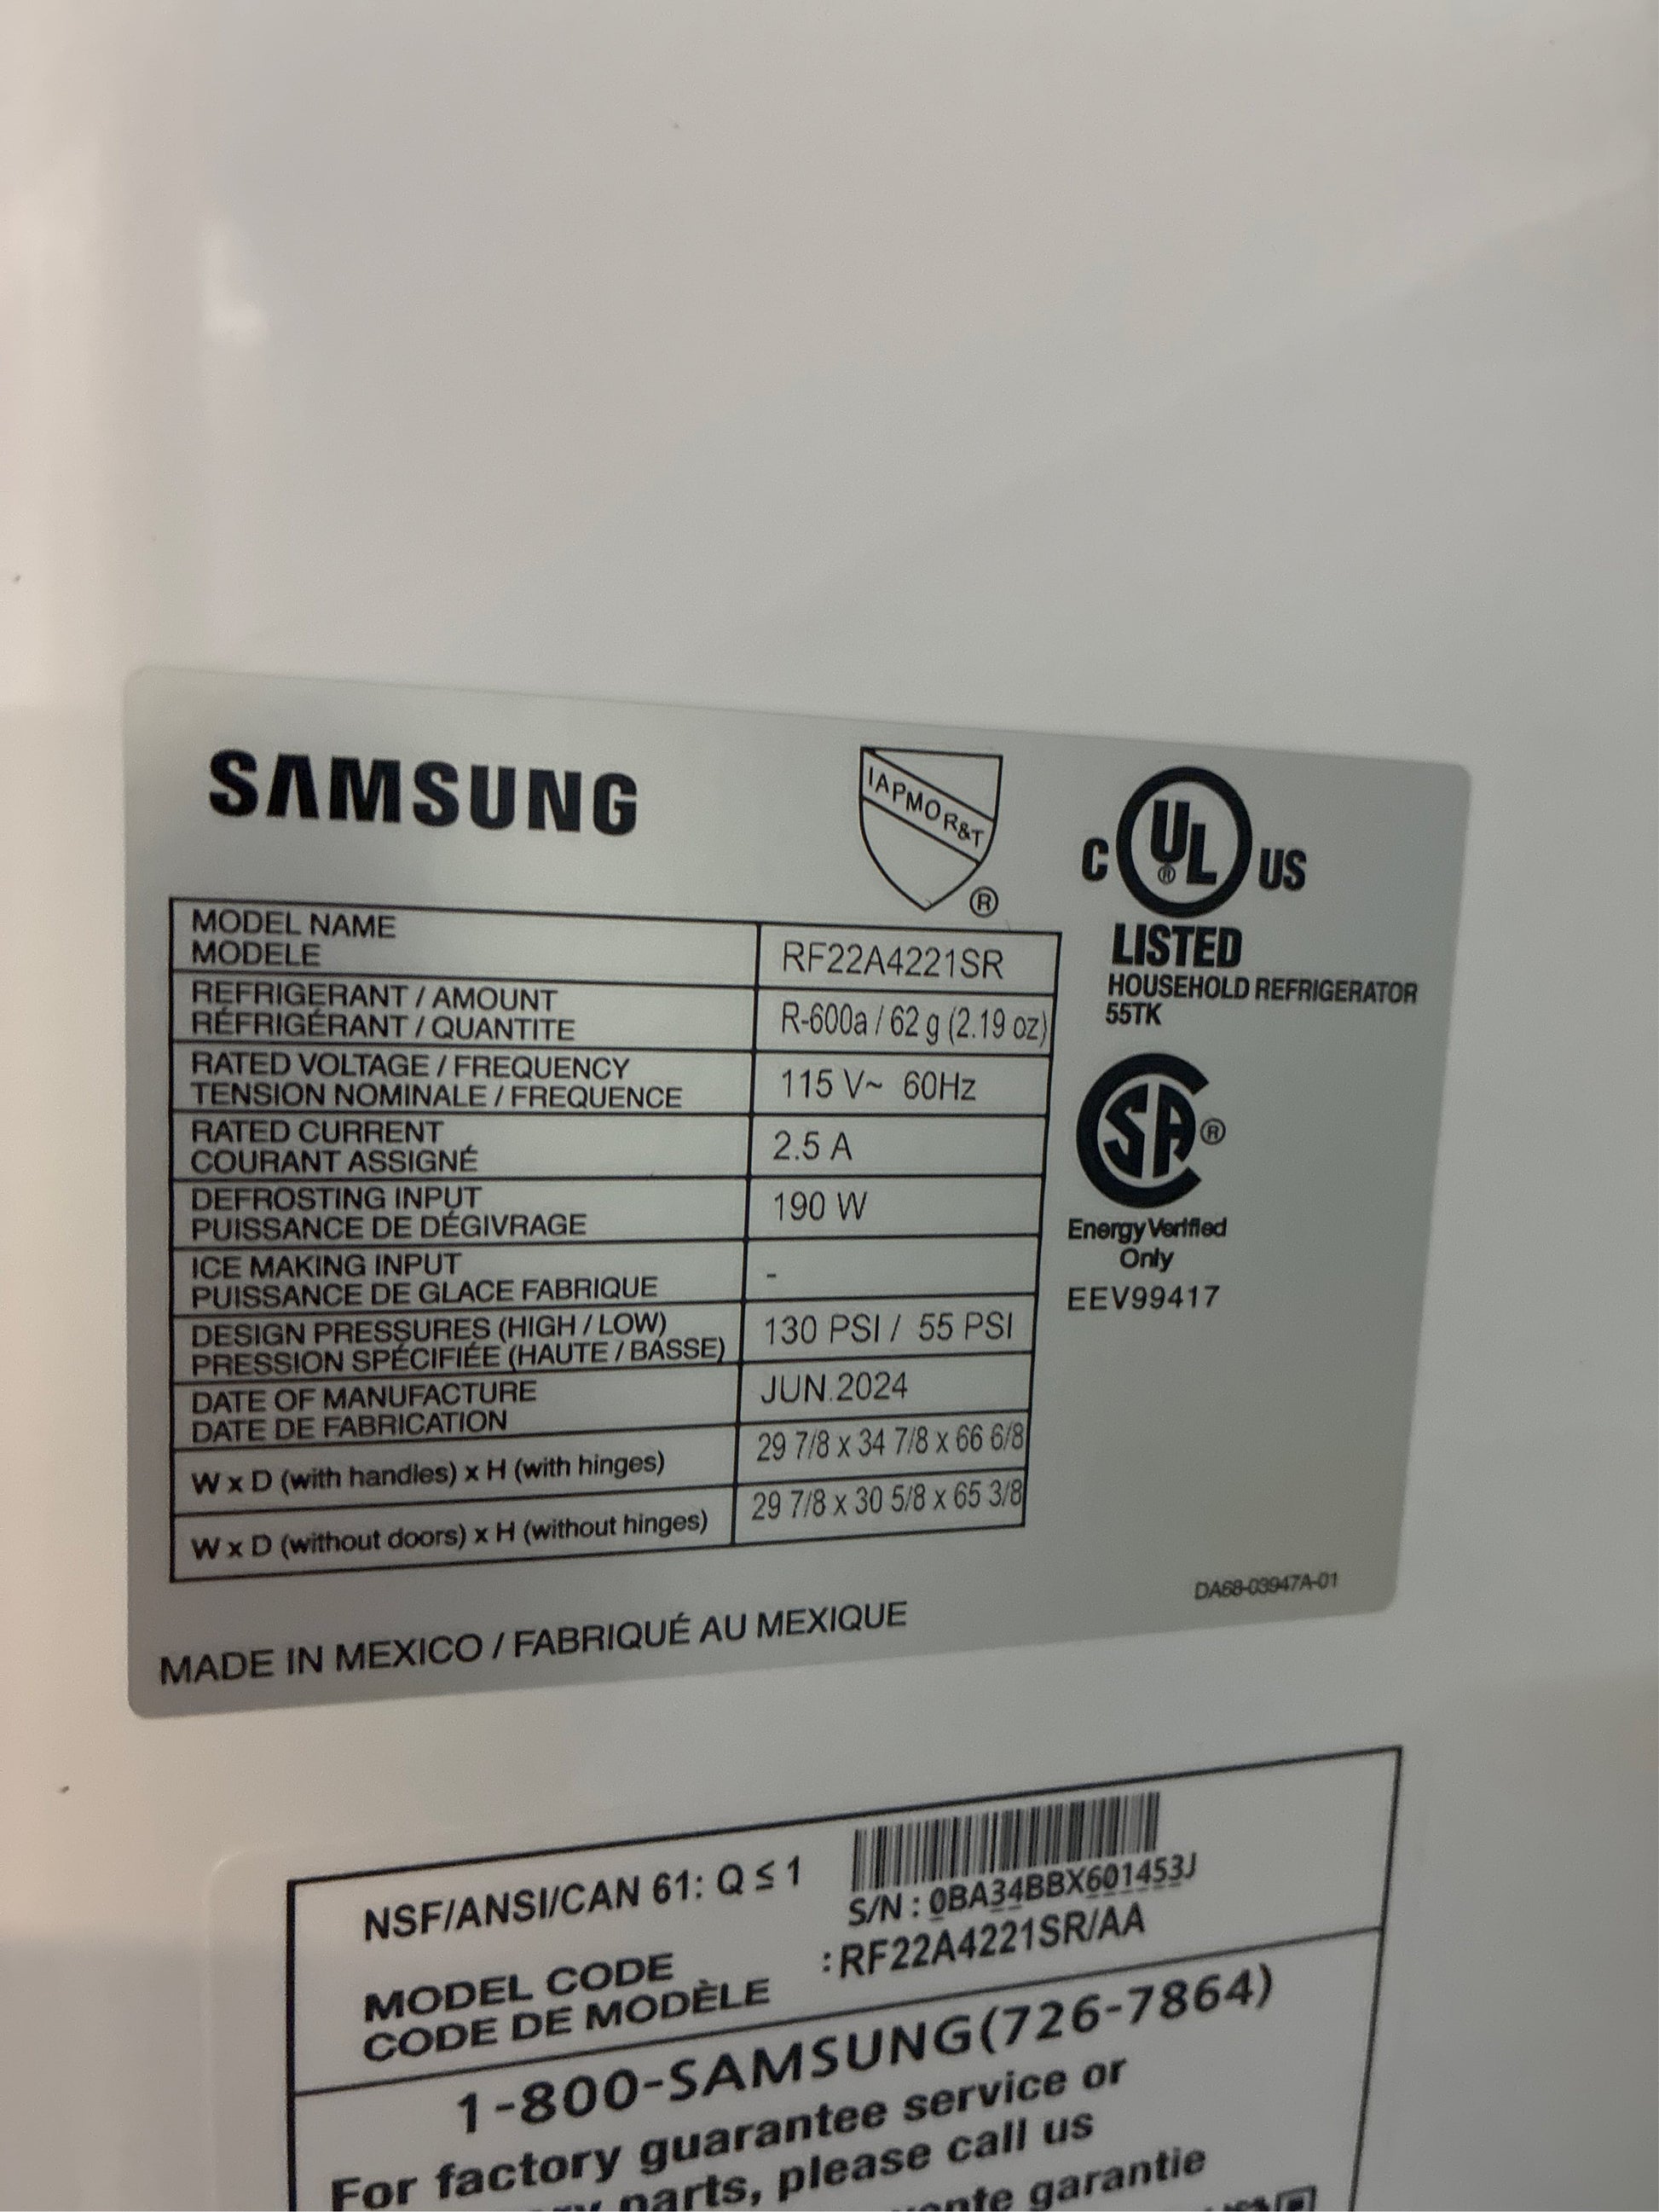 SAMSUNG
IAPMO R&T
®
C UL US
®
LISTED
HOUSEHOLD REFRIGERATOR
55TK
MODEL NAME
MODELE
RF22A4221SR
REFRIGERANT / AMOUNT
RÉFRIGÉRANT / QUANTITE
R-600a / 62 g (2.19 oz)
RATED VOLTAGE / FREQUENCY
TENSION NOMINALE / FREQUENCE
115 V~ 60Hz
RATED CURRENT
COURANT ASSIGNÉ
2.5 A
DEFROSTING INPUT
PUISSANCE DE DÉGIVRAGE
190 W
ICE MAKING INPUT
PUISSANCE DE GLACE FABRIQUE
-
DESIGN PRESSURES (HIGH / LOW)
PRESSION SPÉCIFIÉE (HAUTE / BASSE)
130 PSI / 55 PSI
DATE OF MANUFACTURE
DATE DE FABRICATION
JUN.2024
W x D (with handles) x H (with hinges)
29 7/8 x 34 7/8 x 66 6/8
W x D (without doors) x H (without hinges)
29 7/8 x 30 5/8 x 65 3/8
CSA ®
Energy Verified
Only
EEV99417
DA68-03947A-01
MADE IN MEXICO / FABRIQUÉ AU MEXIQUE
NSF/ANSI/CAN 61: Q ≤ 1
S/N : 0BA34BBX601453J
MODEL CODE
CODE DE MODÈLE
:RF22A4221SR/AA
1-800-SAMSUNG(726-7864)
For factory guarantee service or
parts, please call us
garantie